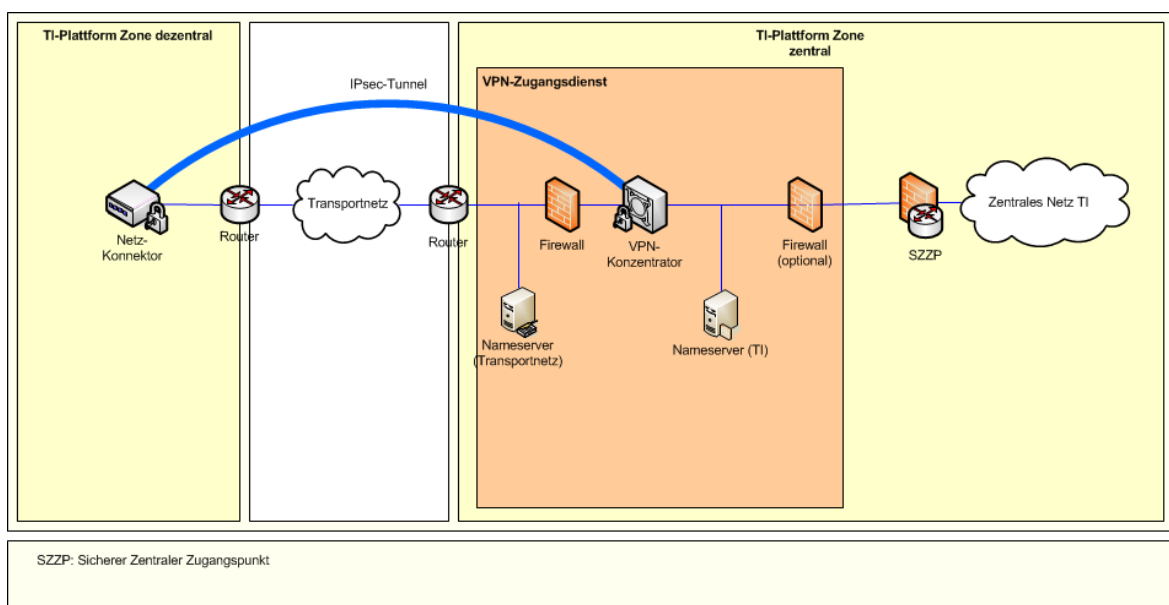 TI-Plattform Zone dezentral
TI-Plattform Zone
zentral
VPN-Zugangsdienst
IPsec-Tunnel
Transportnetz
Zentrales Netz TI
Netz-
Konnektor
Router
Router
Firewall
VPN-
Konzentrator
Firewall
(optional)
SZZP
Nameserver
(Transportnetz)
Nameserver (TI)
SZZP: Sicherer Zentraler Zugangspunkt